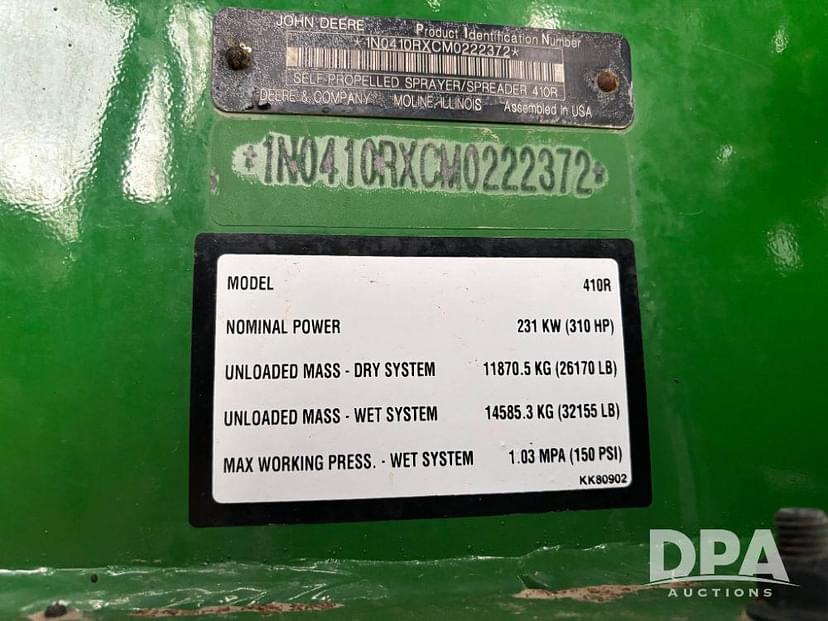 JOHN DEERE Product Identification Number
*1N0410RXCM0222372*
SELF-PROPELLED SPRAYER/SPREADER 410R
DEERE & COMPANY MOLINE, ILLINOIS Assembled in USA
*1N0410RXCM0222372*
MODEL 410R
NOMINAL POWER 231 KW (310 HP)
UNLOADED MASS - DRY SYSTEM 11870.5 KG (26170 LB)
UNLOADED MASS - WET SYSTEM 14585.3 KG (32155 LB)
MAX WORKING PRESS. - WET SYSTEM 1.03 MPA (150 PSI)
KK80902
DPA
AUCTIONS